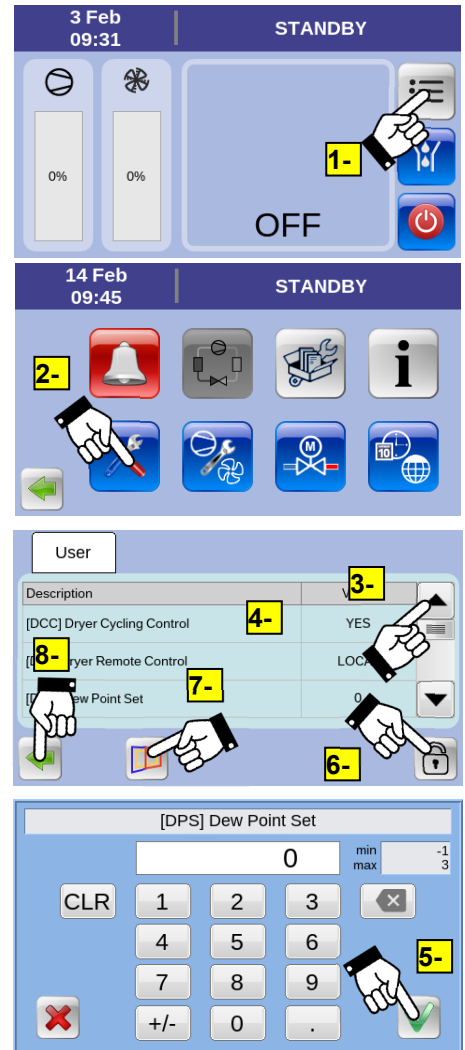 3 Feb
09:31
STANDBY
0%
0%
1-
OFF
14 Feb
09:45
STANDBY
2-
i
M
10
User
3-
Description
V
[DCC] Dryer Cycling Control
4-
YES
8-
ryer Remote Control
LOCA
7-
ew Point Set
0
6-
[DPS] Dew Point Set
0
min -1
max 3
CLR
1 2 3
4 5 6
5-
7 8 9
+/- 0 .